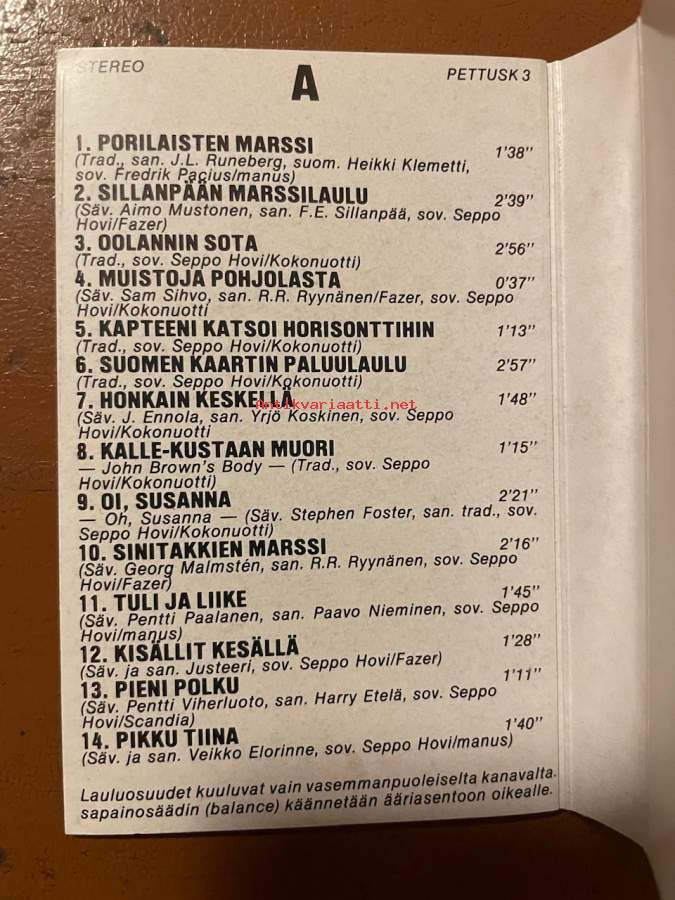 STEREO
A
PETTUSK 3
1. PORILAISTEN MARSSI 1'38"
(Trad., san. J.L. Runeberg, suom. Heikki Klemetti,
sov. Fredrik Pacius/manus)
2. SILLANPÄÄN MARSSILAULU 2'39"
(Säv. Aimo Mustonen, san. F.E. Sillanpää, sov. Seppo
Hovi/Fazer)
3. OOLANNIN SOTA 2'56"
(Trad., sov. Seppo Hovi/Kokonuotti)
4. MUISTOJA POHJOLASTA 0'37"
(Säv. Sam Sihvo, san. R.R. Ryynänen/Fazer, sov. Seppo
Hovi/Kokonuotti
5. KAPTEENI KATSOI HORISONTTIHIN 1'13"
(Trad., sov. Seppo Hovi/Kokonuotti)
6. SUOMEN KAARTIN PALUULAULU 2'57"
(Trad., sov. Seppo Hovi/Kokonuotti)
7. HONKAIN KESKELLÄ 1'48"
Antikvariaatti.net
(Säv. J. Ennola, san. Yrjö Koskinen, sov. Seppo
Hovi/Kokonuotti
8. KALLE-KUSTAAN MUORI 1'15"
— John Brown's Body — (Trad., sov. Seppo
Hovi/Kokonuotti)
9. OI, SUSANNA 2'21"
— Oh, Susanna — (Säv. Stephen Foster, san. trad., sov.
Seppo Hovi/Kokonuotti)
10. SINITAKKIEN MARSSI 2'16"
(Säv. Georg Malmstén, san. R.R. Ryynänen, sov. Seppo
Hovi/Fazer)
11. TULI JA LIIKE 1'45"
(Säv. Pentti Paalanen, san. Paavo Nieminen, sov. Seppo
Hovi/manus)
12. KISÄLLIT KESÄLLÄ 1'28"
(Säv. ja san. Justeeri, sov. Seppo Hovi/Fazer)
13. PIENI POLKU 1'11"
(Säv. Pentti Viherluoto, san. Harry Etelä, sov. Seppo
Hovi/Scandia)
14. PIKKU TIINA 1'40"
(Säv. ja san. Veikko Elorinne, sov. Seppo Hovi/manus)
Lauluosuudet kuuluvat vain vasemmanpuoleiselta kanavalta.
sapainosäädin (balance) käännetään ääriasentoon oikealle.